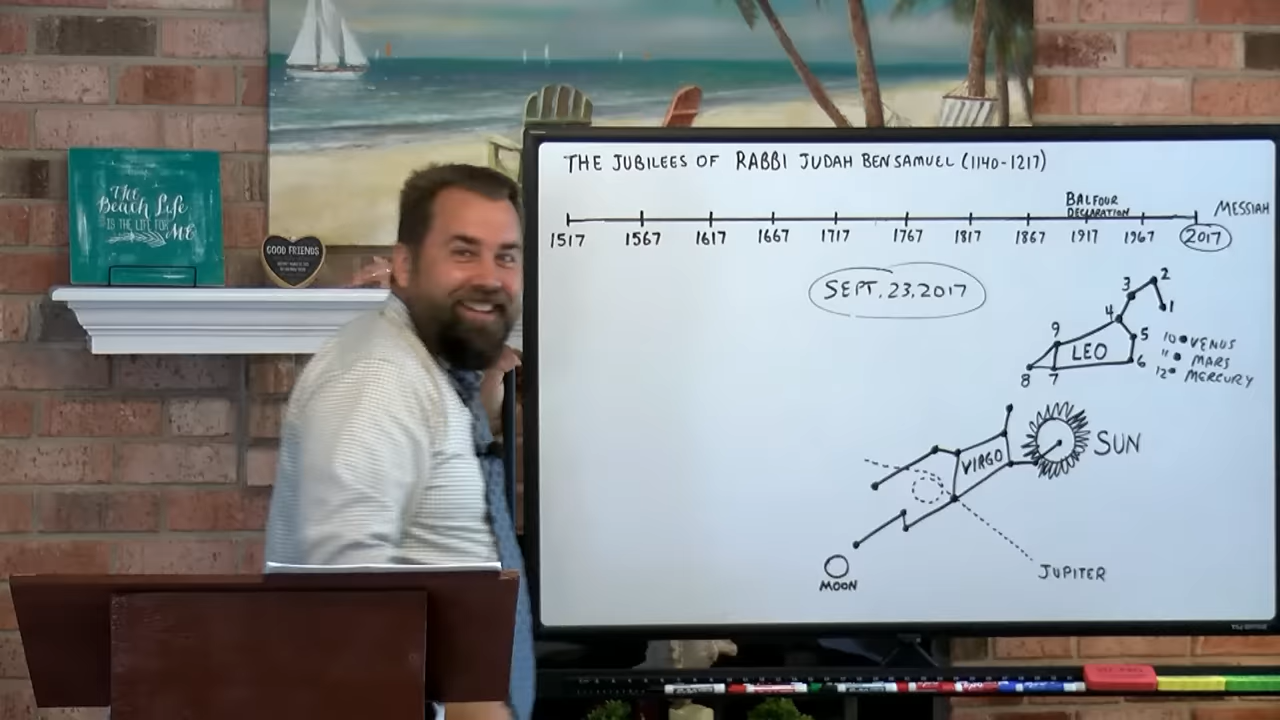 THE JUBILEES OF RABBI JUDAH BEN SAMUEL (1140-1217)
BALFOUR
DECLARATION
MESSIAH
1517 1567 1617 1667 1717 1767 1817 1867 1917 1967 2017
SEPT. 23, 2017
2
3
1
4
5
10 VENUS
9
LEO
11 MARS
6
8 7
12 MERCURY
SUN
VIRGO
JUPITER
MOON
THE
Beach Life
IS THE LIFE FOR
ME
GOOD FRIENDS